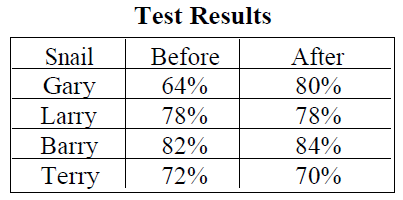 Test Results
Snail Before After
Gary 64% 80%
Larry 78% 78%
Barry 82% 84%
Terry 72% 70%